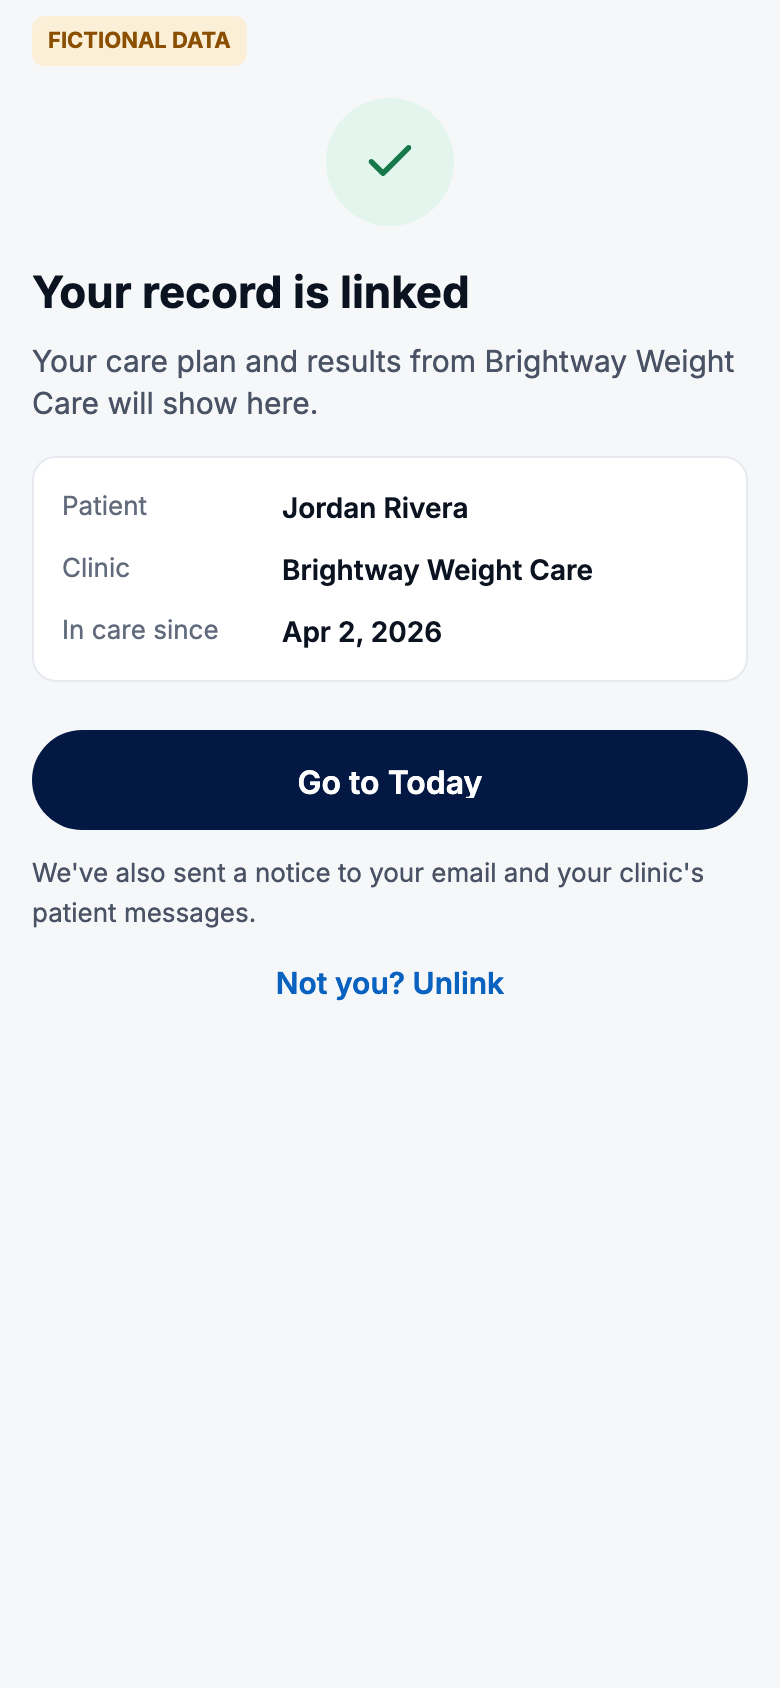 FICTIONAL DATA
Your record is linked
Your care plan and results from Brightway Weight
Care will show here.
Patient Jordan Rivera
Clinic Brightway Weight Care
In care since Apr 2, 2026
Go to Today
We've also sent a notice to your email and your clinic's
patient messages.
Not you? Unlink